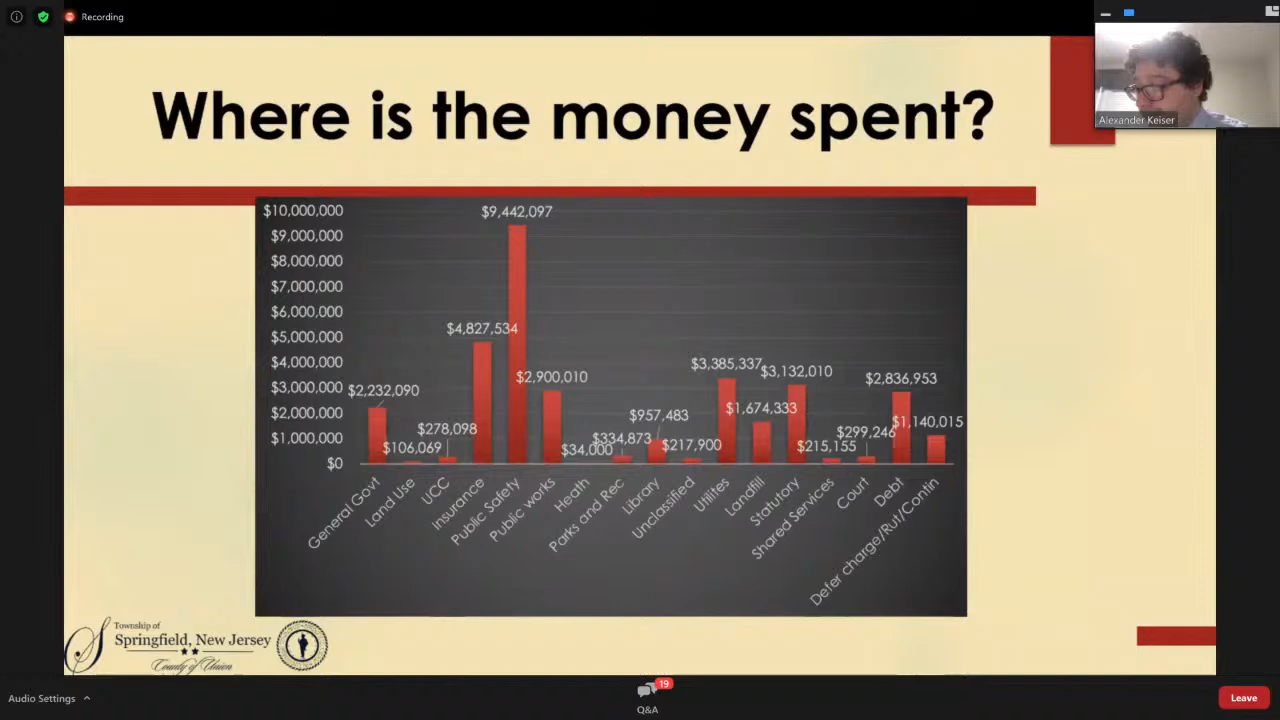 Recording
Alexander Keiser
Where is the money spent?
$10,000,000
$9,000,000
$8,000,000
$7,000,000
$6,000,000
$5,000,000
$4,000,000
$3,000,000
$2,000,000
$1,000,000
$0
$2,232,090
$106,069
$278,098
$4,827,534
$9,442,097
$2,900,010
$34,000
$334,873
$957,483
$217,900
$3,385,337
$1,674,333
$3,132,010
$215,155
$299,246
$2,836,953
$1,140,015
General Govt
Land Use
UCC
Insurance
Public Safety
Public works
Heath
Parks and Rec
Library
Unclassified
Utilites
Landfill
Statutory
Shared Services
Court
Debt
Defer charge/Rut/Contin
Township of
Springfield, New Jersey
County of Union
Audio Settings
19
Q&A
Leave